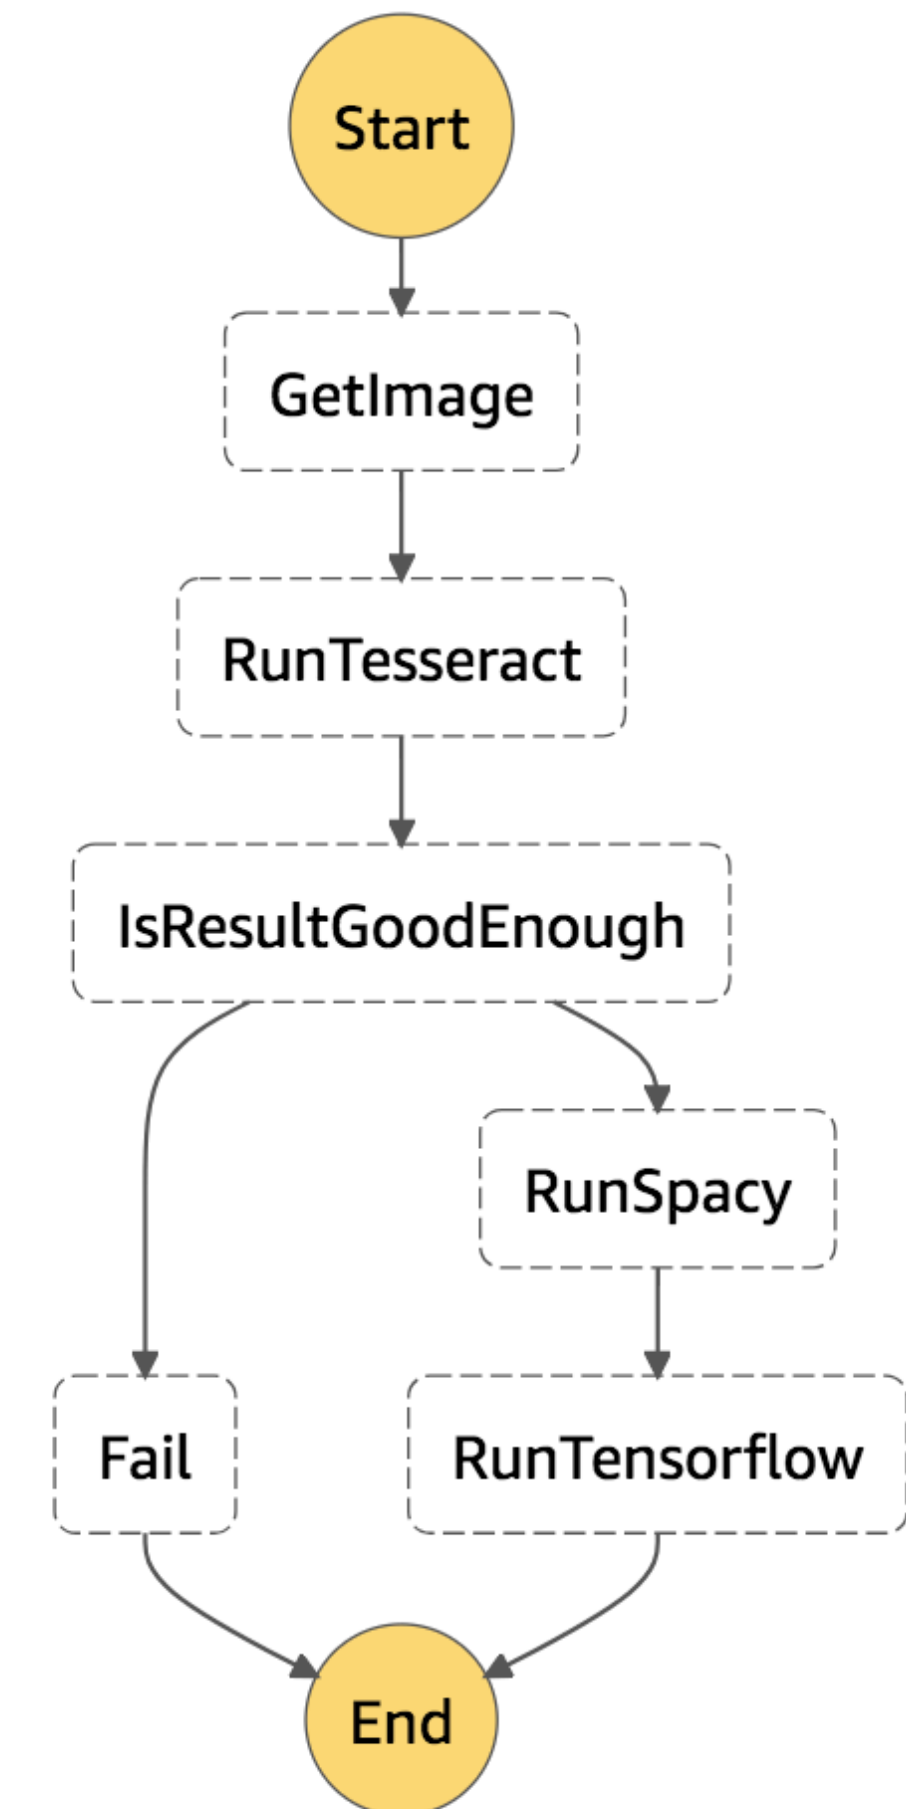 Start
GetImage
RunTesseract
IsResultGoodEnough
RunSpacy
Fail
RunTensorflow
End